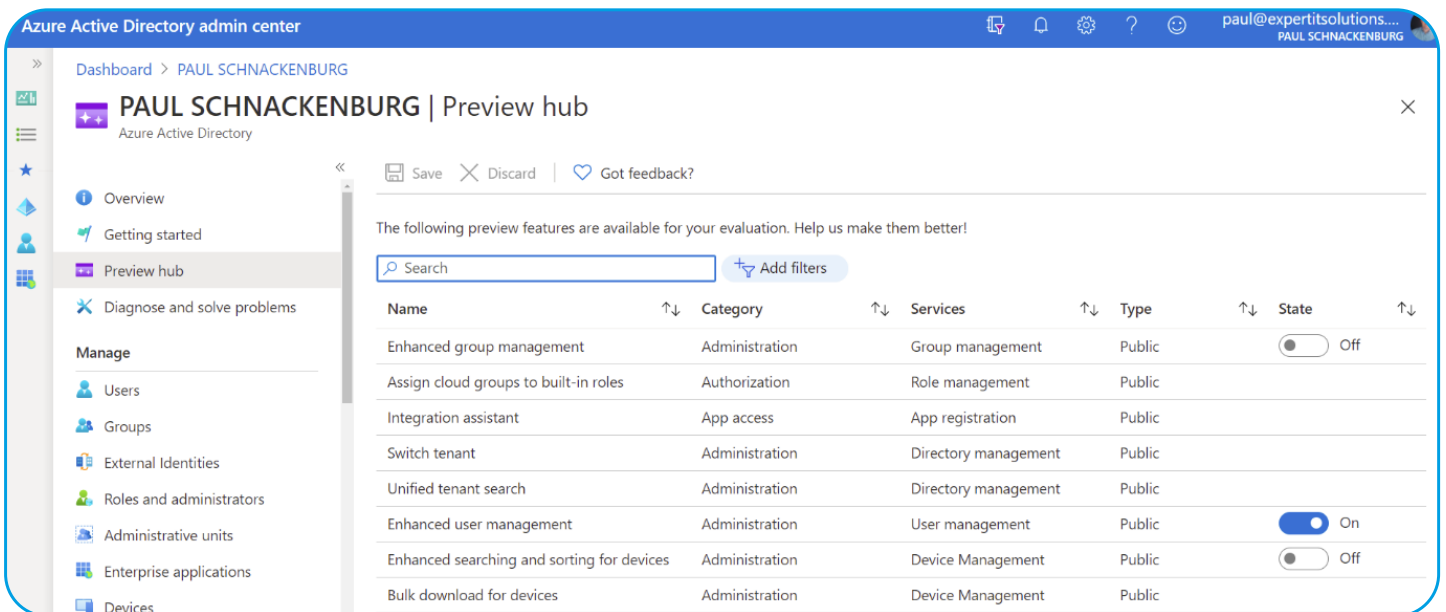 Azure Active Directory admin center
paul@expertitsolutions....
PAUL SCHNACKENBURG
Dashboard > PAUL SCHNACKENBURG
PAUL SCHNACKENBURG | Preview hub
Azure Active Directory
Overview
Getting started
Preview hub
Diagnose and solve problems
Manage
Users
Groups
External Identities
Roles and administrators
Administrative units
Enterprise applications
Devices
Save Discard Got feedback?
The following preview features are available for your evaluation. Help us make them better!
Search Add filters
Name Category Services Type State
Enhanced group management Administration Group management Public Off
Assign cloud groups to built-in roles Authorization Role management Public
Integration assistant App access App registration Public
Switch tenant Administration Directory management Public
Unified tenant search Administration Directory management Public
Enhanced user management Administration User management Public On
Enhanced searching and sorting for devices Administration Device Management Public Off
Bulk download for devices Administration Device Management Public